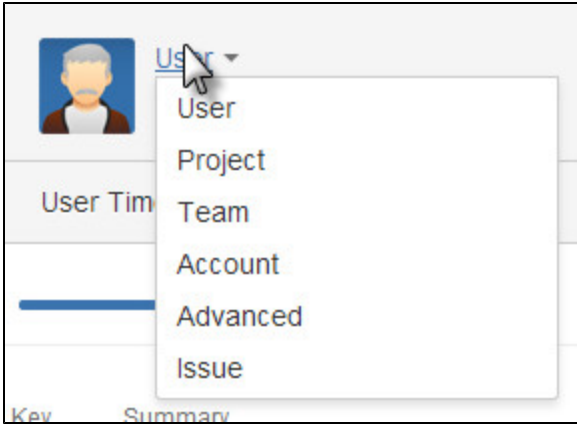 User
User
Project
User Tim
Team
Account
Advanced
Issue
Key Summary